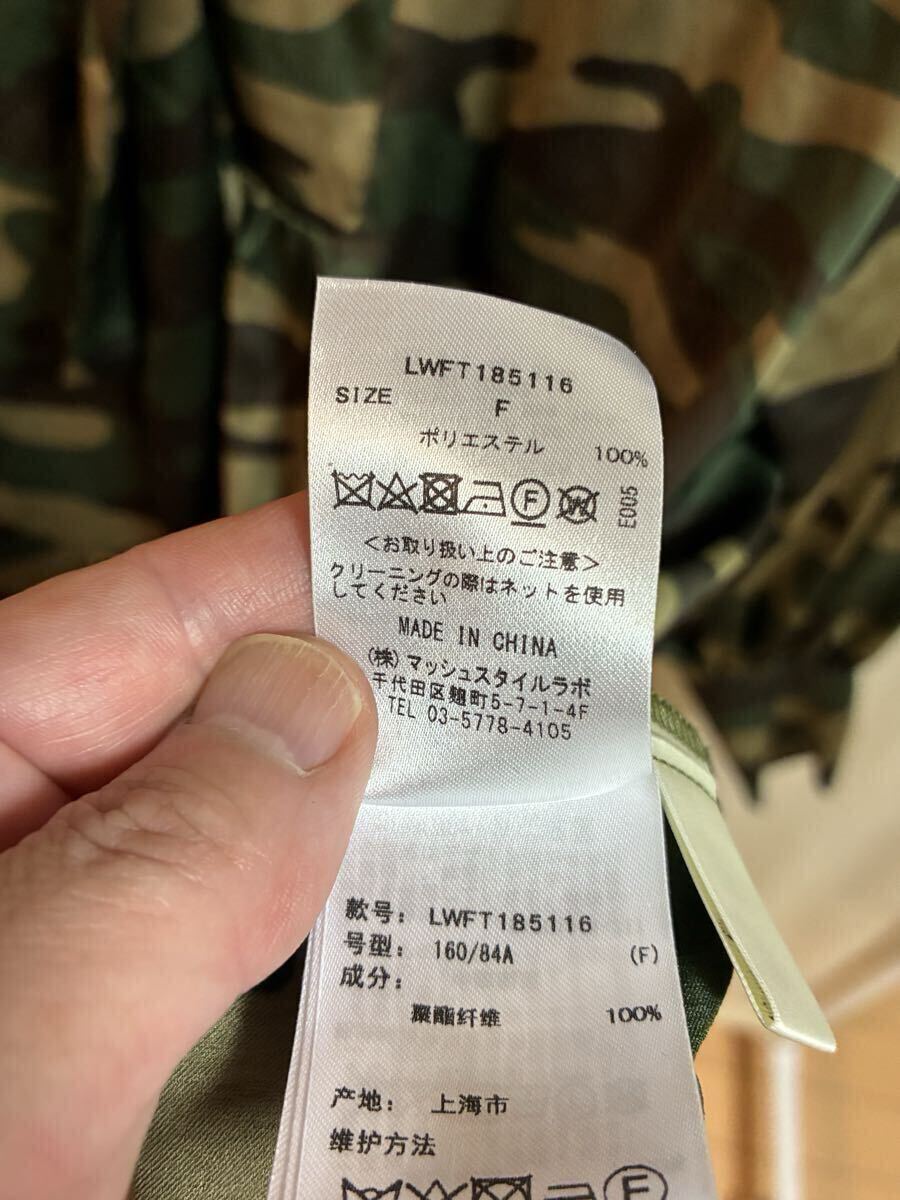 LWFT185116
SIZE F
ポリエステル 100%
F W E005
<お取り扱い上のご注意>
クリーニングの際はネットを使用
してください
MADE IN CHINA
(株)マッシュスタイルラボ
千代田区麹町5-7-1-4F
TEL 03-5778-4105
款号: LWFT185116
号型: 160/84A (F)
成分:
聚酯纤维 100%
产地: 上海市
维护方法
F